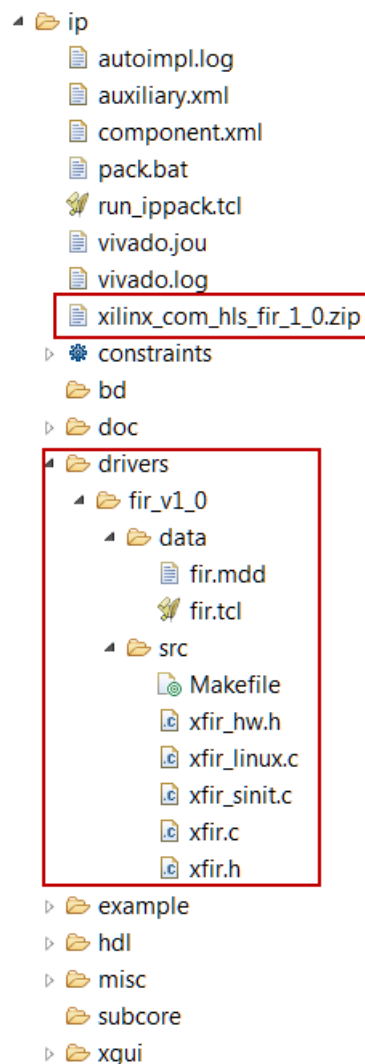 ip
autoimpl.log
auxiliary.xml
component.xml
pack.bat
run_ippack.tcl
vivado.jou
vivado.log
xilinx_com_hls_fir_1_0.zip
constraints
bd
doc
drivers
fir_v1_0
data
fir.mdd
fir.tcl
src
Makefile
xfir_hw.h
xfir_linux.c
xfir_sinit.c
xfir.c
xfir.h
example
hdl
misc
subcore
xgui